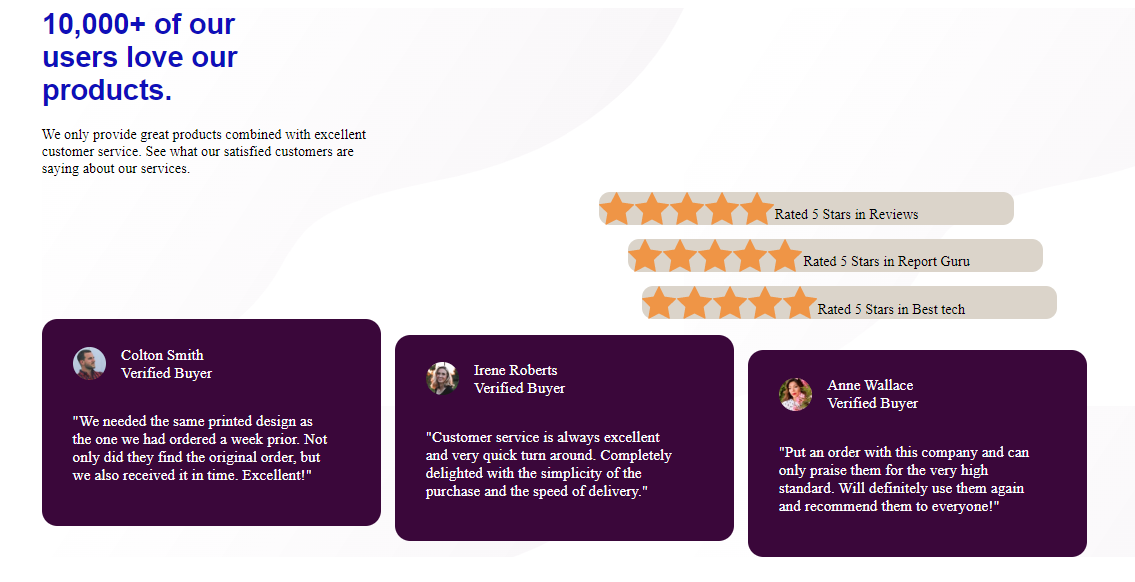 10,000+ of our
users love our
products.
We only provide great products combined with excellent
customer service. See what our satisfied customers are
saying about our services.
Rated 5 Stars in Reviews
Rated 5 Stars in Report Guru
Rated 5 Stars in Best tech
Colton Smith
Verified Buyer
"We needed the same printed design as
the one we had ordered a week prior. Not
only did they find the original order, but
we also received it in time. Excellent!"
Irene Roberts
Verified Buyer
"Customer service is always excellent
and very quick turn around. Completely
delighted with the simplicity of the
purchase and the speed of delivery."
Anne Wallace
Verified Buyer
"Put an order with this company and can
only praise them for the very high
standard. Will definitely use them again
and recommend them to everyone!"